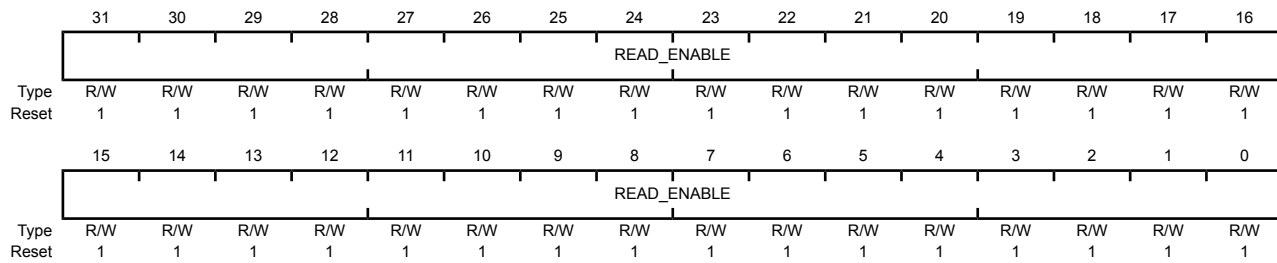 31 30 29 28 27 26 25 24 23 22 21 20 19 18 17 16
READ_ENABLE
Type R/W R/W R/W R/W R/W R/W R/W R/W R/W R/W R/W R/W R/W R/W R/W R/W
Reset 1 1 1 1 1 1 1 1 1 1 1 1 1 1 1 1
15 14 13 12 11 10 9 8 7 6 5 4 3 2 1 0
READ_ENABLE
Type R/W R/W R/W R/W R/W R/W R/W R/W R/W R/W R/W R/W R/W R/W R/W R/W
Reset 1 1 1 1 1 1 1 1 1 1 1 1 1 1 1 1